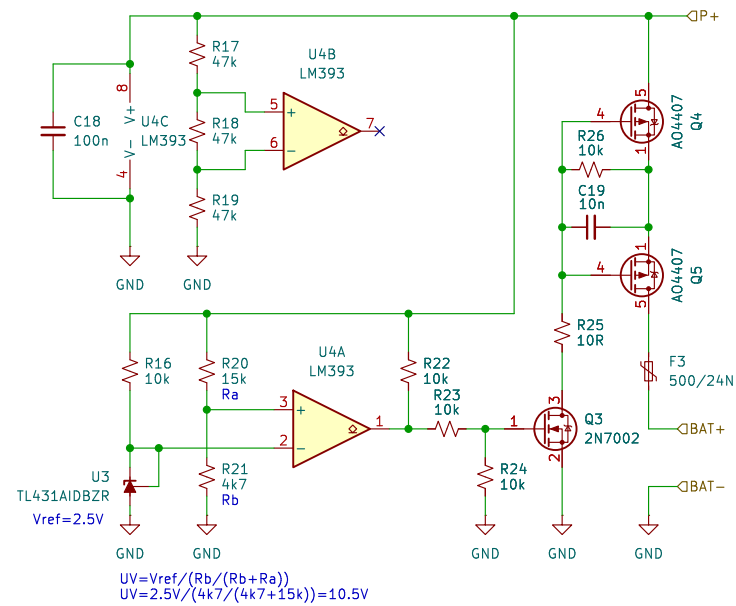 P+
R17
47k
U4B
LM393
5
+
7
6
−
8
V+
C18
100n
U4C
LM393
V−
4
R18
47k
R19
47k
GND
GND
5
4
Q4
AO4407
1
R26
10k
C19
10n
1
4
Q5
AO4407
5
R25
10R
F3
500/24N
R16
10k
R20
15k
Ra
U4A
LM393
3
+
1
2
−
R22
10k
R23
10k
3
1
Q3
2N7002
2
BAT+
U3
TL431AIDBZR
Vref=2.5V
R21
4k7
Rb
R24
10k
BAT−
GND
GND
GND
GND
GND
UV=Vref/(Rb/(Rb+Ra))
UV=2.5V/(4k7/(4k7+15k))=10.5V